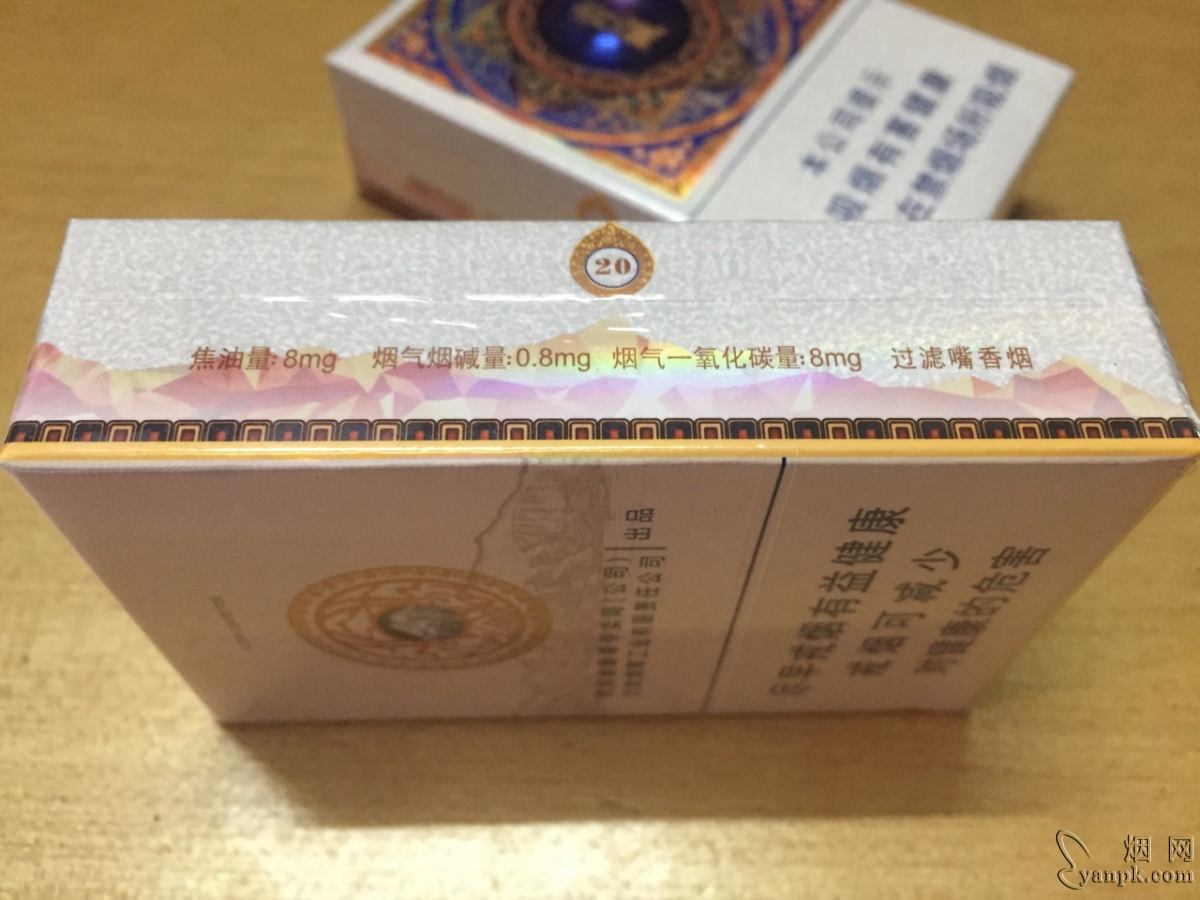 本公司提示
吸烟有害健康
在禁烟场所吸烟
20
焦油量:8mg 烟气烟碱量:0.8mg 烟气一氧化碳量:8mg 过滤嘴香烟
出品
尽早戒烟有益健康
戒烟可减少
对健康的危害
烟网
yanpk.com